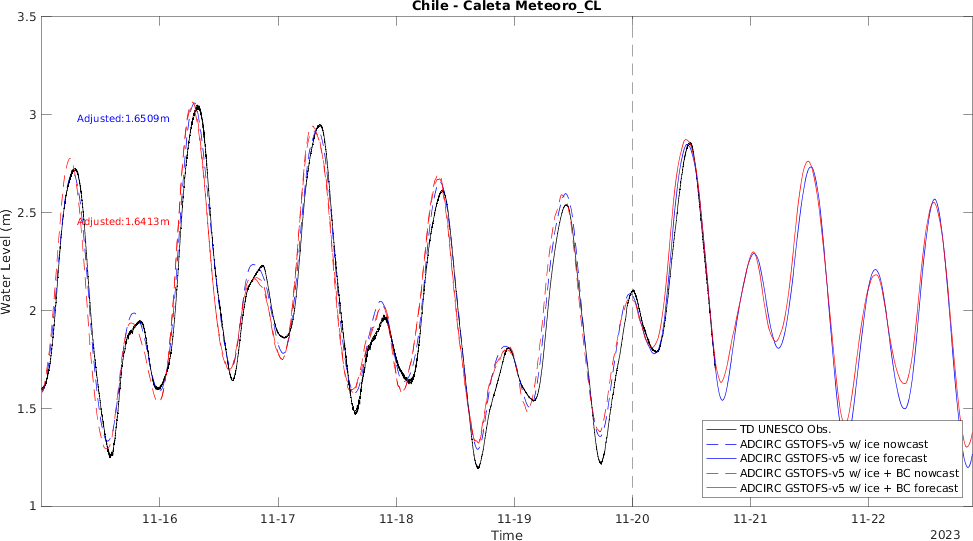 Chile - Caleta Meteoro_CL
3.5
3
2.5
2
1.5
1
Water Level (m)
Adjusted:1.6509m
Adjusted:1.6413m
TD UNESCO Obs.
ADCIRC GSTOFS-v5 w/ ice nowcast
ADCIRC GSTOFS-v5 w/ ice forecast
ADCIRC GSTOFS-v5 w/ ice + BC nowcast
ADCIRC GSTOFS-v5 w/ ice + BC forecast
11-16 11-17 11-18 11-19 11-20 11-21 11-22
Time
2023